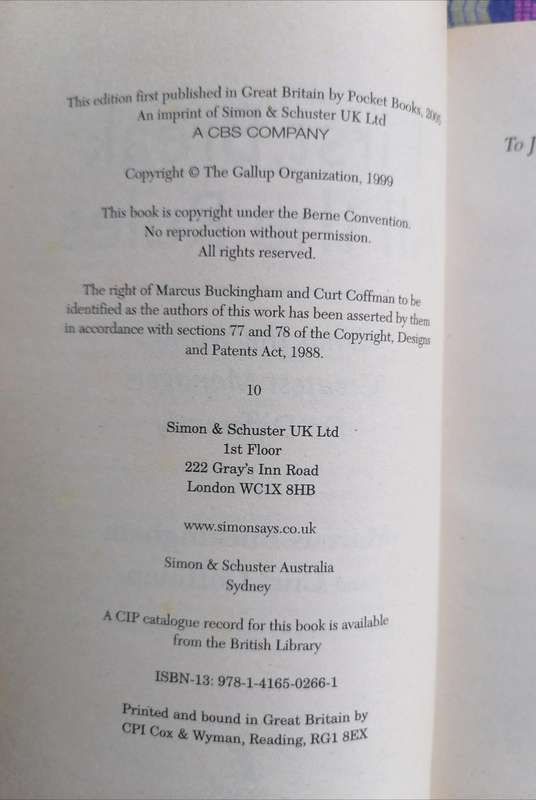 This edition first published in Great Britain by Pocket Books, 2005
An imprint of Simon & Schuster UK Ltd
A CBS COMPANY
Copyright © The Gallup Organization, 1999
This book is copyright under the Berne Convention.
No reproduction without permission.
All rights reserved.
The right of Marcus Buckingham and Curt Coffman to be
identified as the authors of this work has been asserted by them
in accordance with sections 77 and 78 of the Copyright, Designs
and Patents Act, 1988.
10
Simon & Schuster UK Ltd
1st Floor
222 Gray's Inn Road
London WC1X 8HB
www.simonsays.co.uk
Simon & Schuster Australia
Sydney
A CIP catalogue record for this book is available
from the British Library
ISBN-13: 978-1-4165-0266-1
Printed and bound in Great Britain by
CPI Cox & Wyman, Reading, RG1 8EX
To J